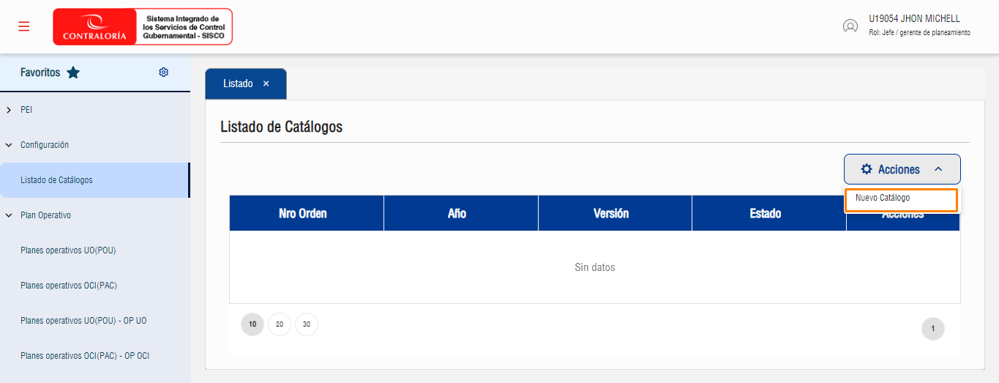 CONTRALORÍA
Sistema Integrado de
los Servicios de Control
Gubernamental - SISCO
U19054 JHON MICHELL
Rol: Jefe / gerente de planeamiento
Favoritos
PEI
Configuración
Listado de Catálogos
Plan Operativo
Planes operativos UO(POU)
Planes operativos OCI(PAC)
Planes operativos UO(POU) - OP UO
Planes operativos OCI(PAC) - OP OCI
Listado ×
Listado de Catálogos
Acciones
Nuevo Catálogo
Nro Orden Año Versión Estado Acciones
Sin datos
10 20 30 1